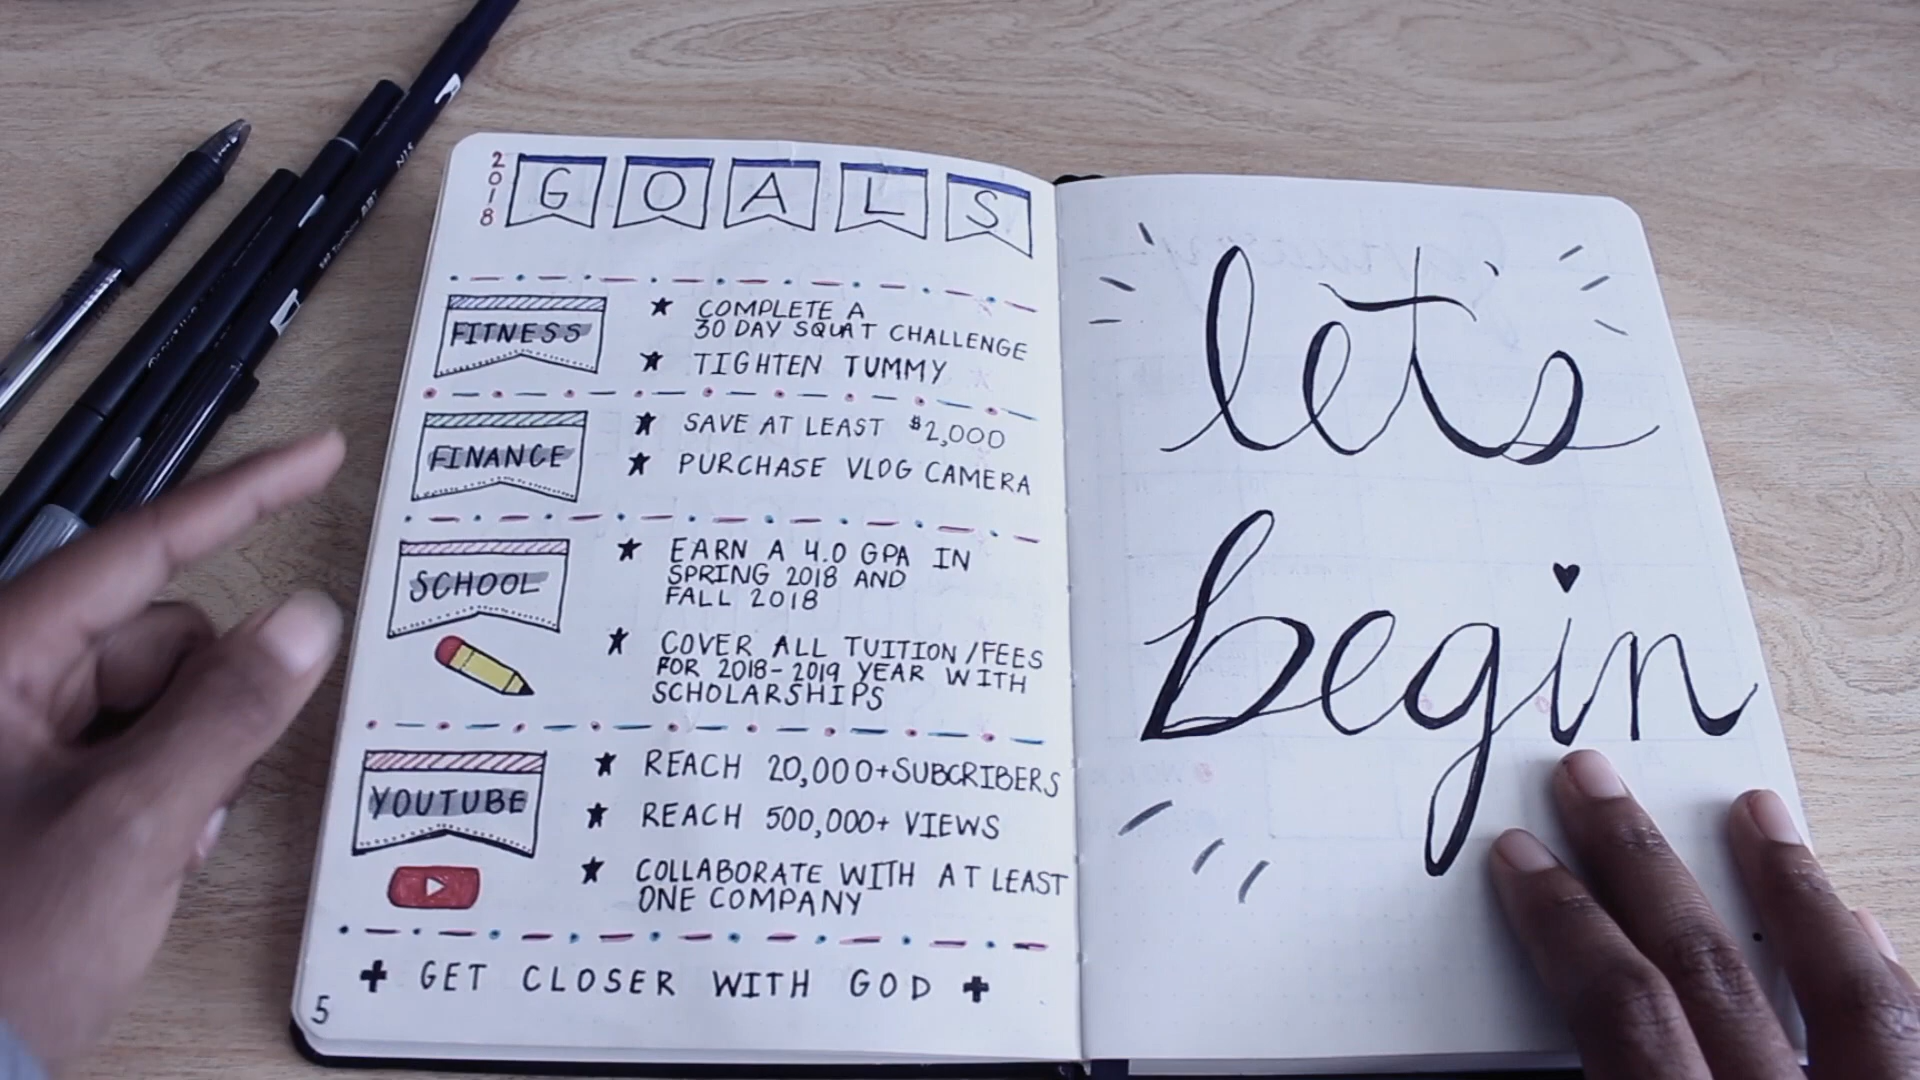 2018 GOALS
FITNESS
★ COMPLETE A
30 DAY SQUAT CHALLENGE
★ TIGHTEN TUMMY
FINANCE
★ SAVE AT LEAST $2,000
★ PURCHASE VLOG CAMERA
SCHOOL
★ EARN A 4.0 GPA IN
SPRING 2018 AND
FALL 2018
★ COVER ALL TUITION/FEES
FOR 2018-2019 YEAR WITH
SCHOLARSHIPS
YOUTUBE
★ REACH 20,000+ SUBCRIBERS
★ REACH 500,000+ VIEWS
★ COLLABORATE WITH AT LEAST
ONE COMPANY
+ GET CLOSER WITH GOD +
5
let's
begin